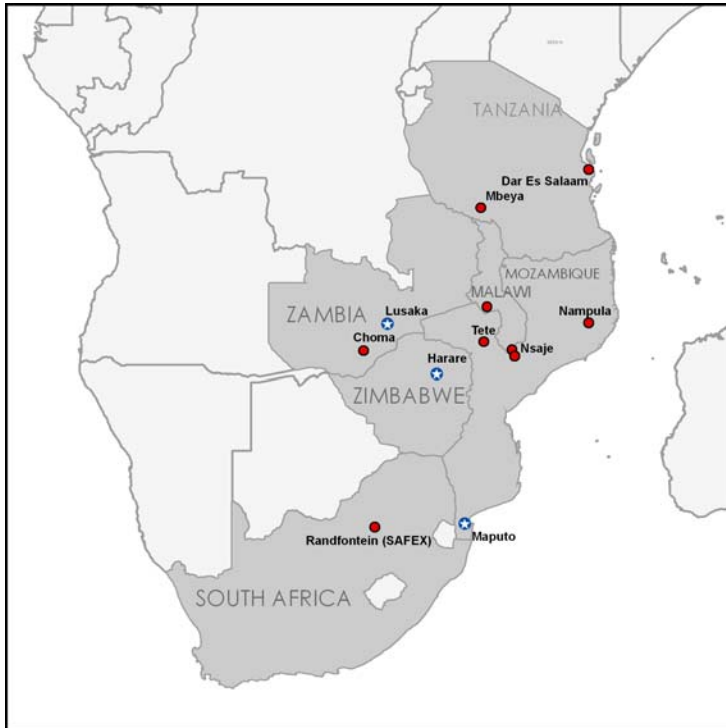 TANZANIA
Dar Es Salaam
Mbeya
MOZAMBIQUE
MALAWI
ZAMBIA
Lusaka
Nampula
Choma
Tete
Nsaje
Harare
ZIMBABWE
Randfontein (SAFEX)
Maputo
SOUTH AFRICA